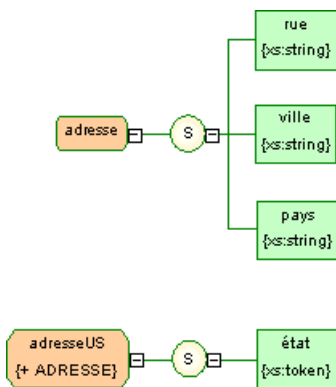 rue
{xs:string}
adresse
S
ville
{xs:string}
pays
{xs:string}
adresseUS
{+ ADRESSE}
S
état
{xs:token}